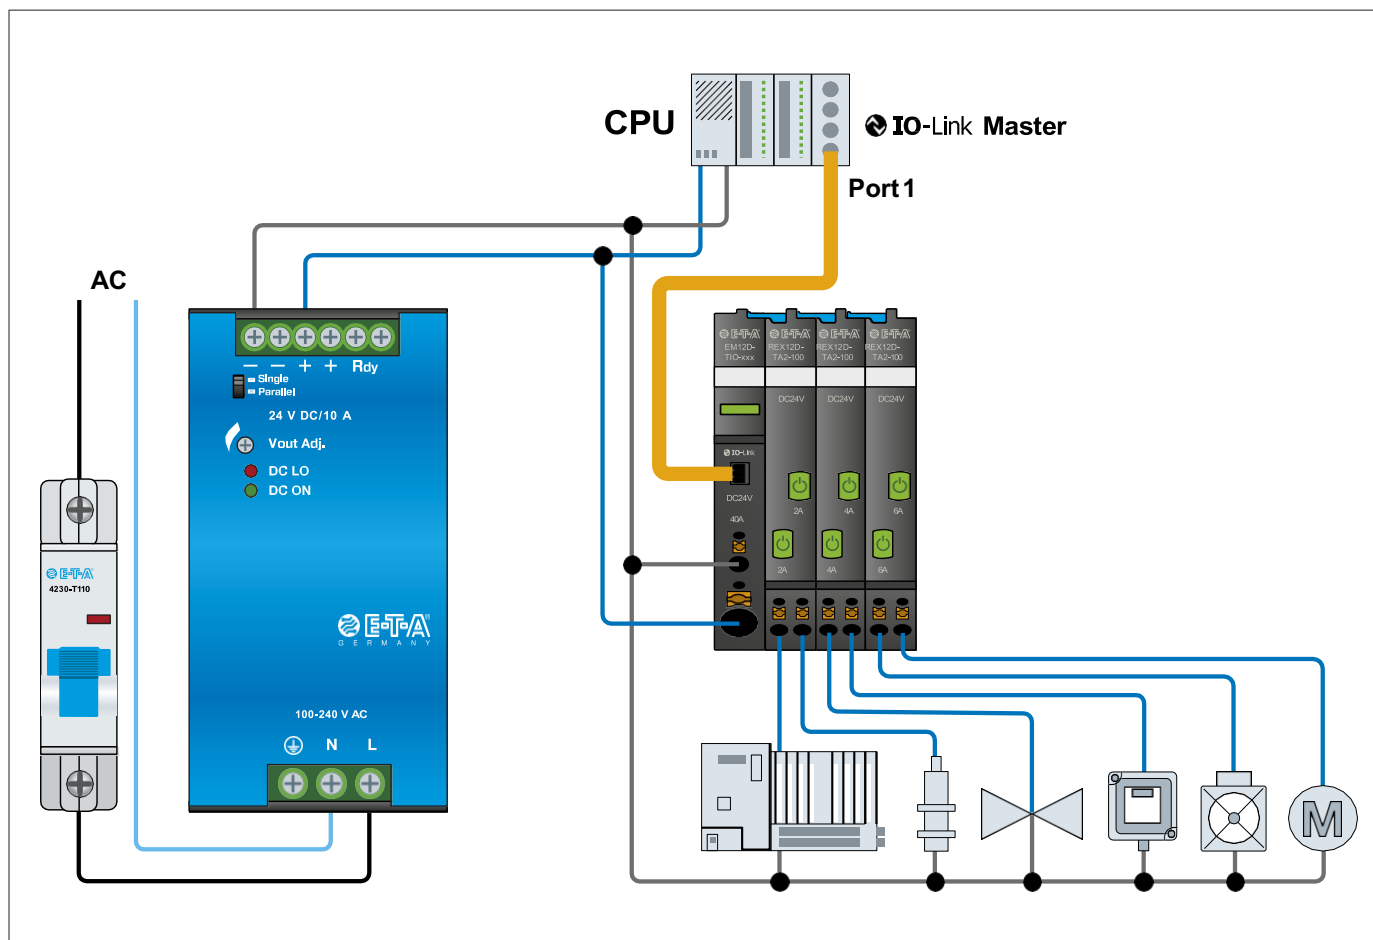 CPU
IO-Link Master
Port 1
AC
— — + + Rdy
Single
Parallel
24 V DC/10 A
Vout Adj.
DC LO
DC ON
E-T-A®
GERMANY
100-240 V AC
N L
E-T-A
4230-T110
E-T-A E-T-A E-T-A E-T-A
EM12D- REX12D- REX12D- REX12D-
TIO-xxx TA2-100 TA2-100 TA2-100
DC24V DC24V DC24V
IO-Link
DC24V
2A 4A 6A
40A
2A 4A 6A
M